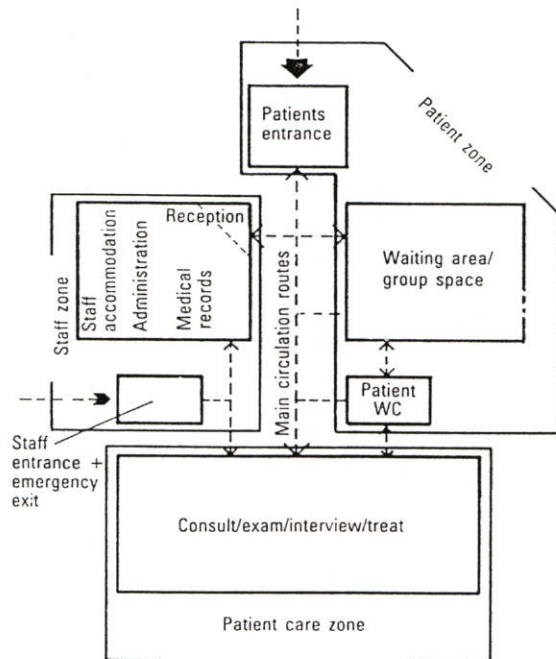 Patients
entrance
Patient zone
Reception
Staff zone
Staff
accommodation
Administration
Medical
records
Main circulation routes
Waiting area/
group space
Patient
WC
Staff
entrance +
emergency
exit
Consult/exam/interview/treat
Patient care zone